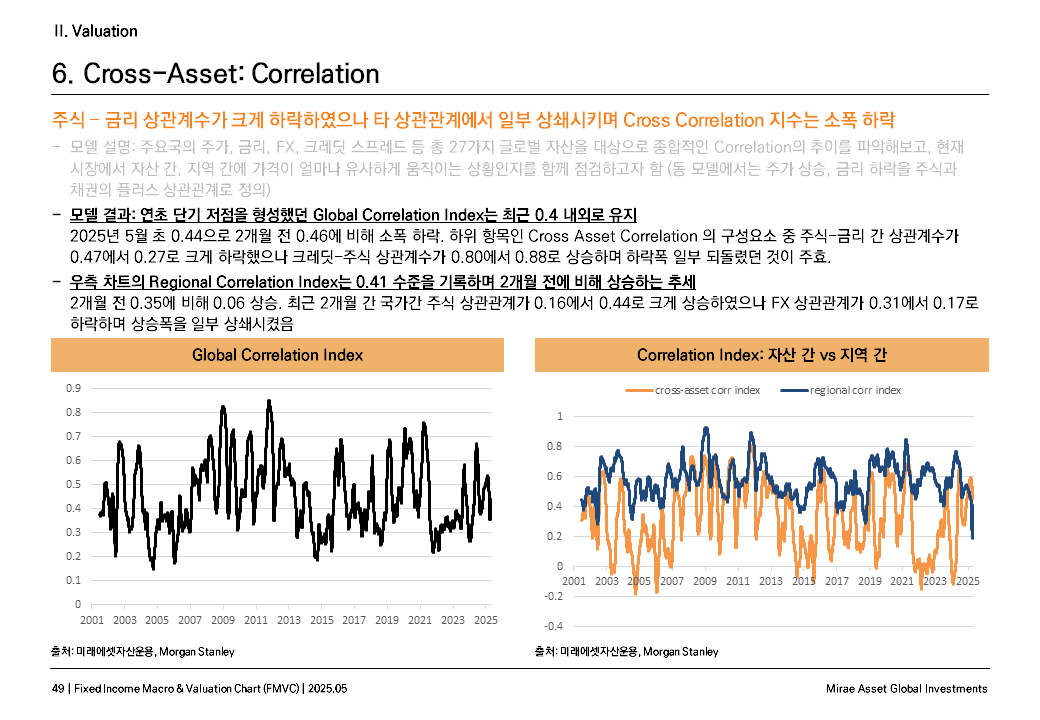 II. Valuation
6. Cross-Asset: Correlation
주식 - 금리 상관계수가 크게 하락하였으나 타 상관관계에서 일부 상쇄시키며 Cross Correlation 지수는 소폭 하락
- 모델 설명: 주요국의 주가, 금리, FX, 크레딧 스프레드 등 총 27가지 글로벌 자산을 대상으로 종합적인 Correlation의 추이를 파악해보고, 현재
시장에서 자산 간, 지역 간에 가격이 얼마나 유사하게 움직이는 상황인지를 함께 점검하고자 함 (동 모델에서는 주가 상승, 금리 하락을 주식과
채권의 플러스 상관관계로 정의)
- 모델 결과: 연초 단기 저점을 형성했던 Global Correlation Index는 최근 0.4 내외로 유지
2025년 5월 초 0.44으로 2개월 전 0.46에 비해 소폭 하락. 하위 항목인 Cross Asset Correlation 의 구성요소 중 주식-금리 간 상관계수가
0.47에서 0.27로 크게 하락했으나 크레딧-주식 상관계수가 0.80에서 0.88로 상승하며 하락폭 일부 되돌렸던 것이 주효.
- 우측 차트의 Regional Correlation Index는 0.41 수준을 기록하며 2개월 전에 비해 상승하는 추세
2개월 전 0.35에 비해 0.06 상승. 최근 2개월 간 국가간 주식 상관관계가 0.16에서 0.44로 크게 상승하였으나 FX 상관관계가 0.31에서 0.17로
하락하며 상승폭을 일부 상쇄시켰음
Global Correlation Index
0.9
0.8
0.7
0.6
0.5
0.4
0.3
0.2
0.1
0
2001 2003 2005 2007 2009 2011 2013 2015 2017 2019 2021 2023 2025
출처: 미래에셋자산운용, Morgan Stanley
Correlation Index: 자산 간 vs 지역 간
cross-asset corr index regional corr index
1
0.8
0.6
0.4
0.2
0
2001 2003 2005 2007 2009 2011 2013 2015 2017 2019 2021 2023 2025
-0.2
-0.4
출처: 미래에셋자산운용, Morgan Stanley
49 | Fixed Income Macro & Valuation Chart (FMVC) | 2025.05
Mirae Asset Global Investments